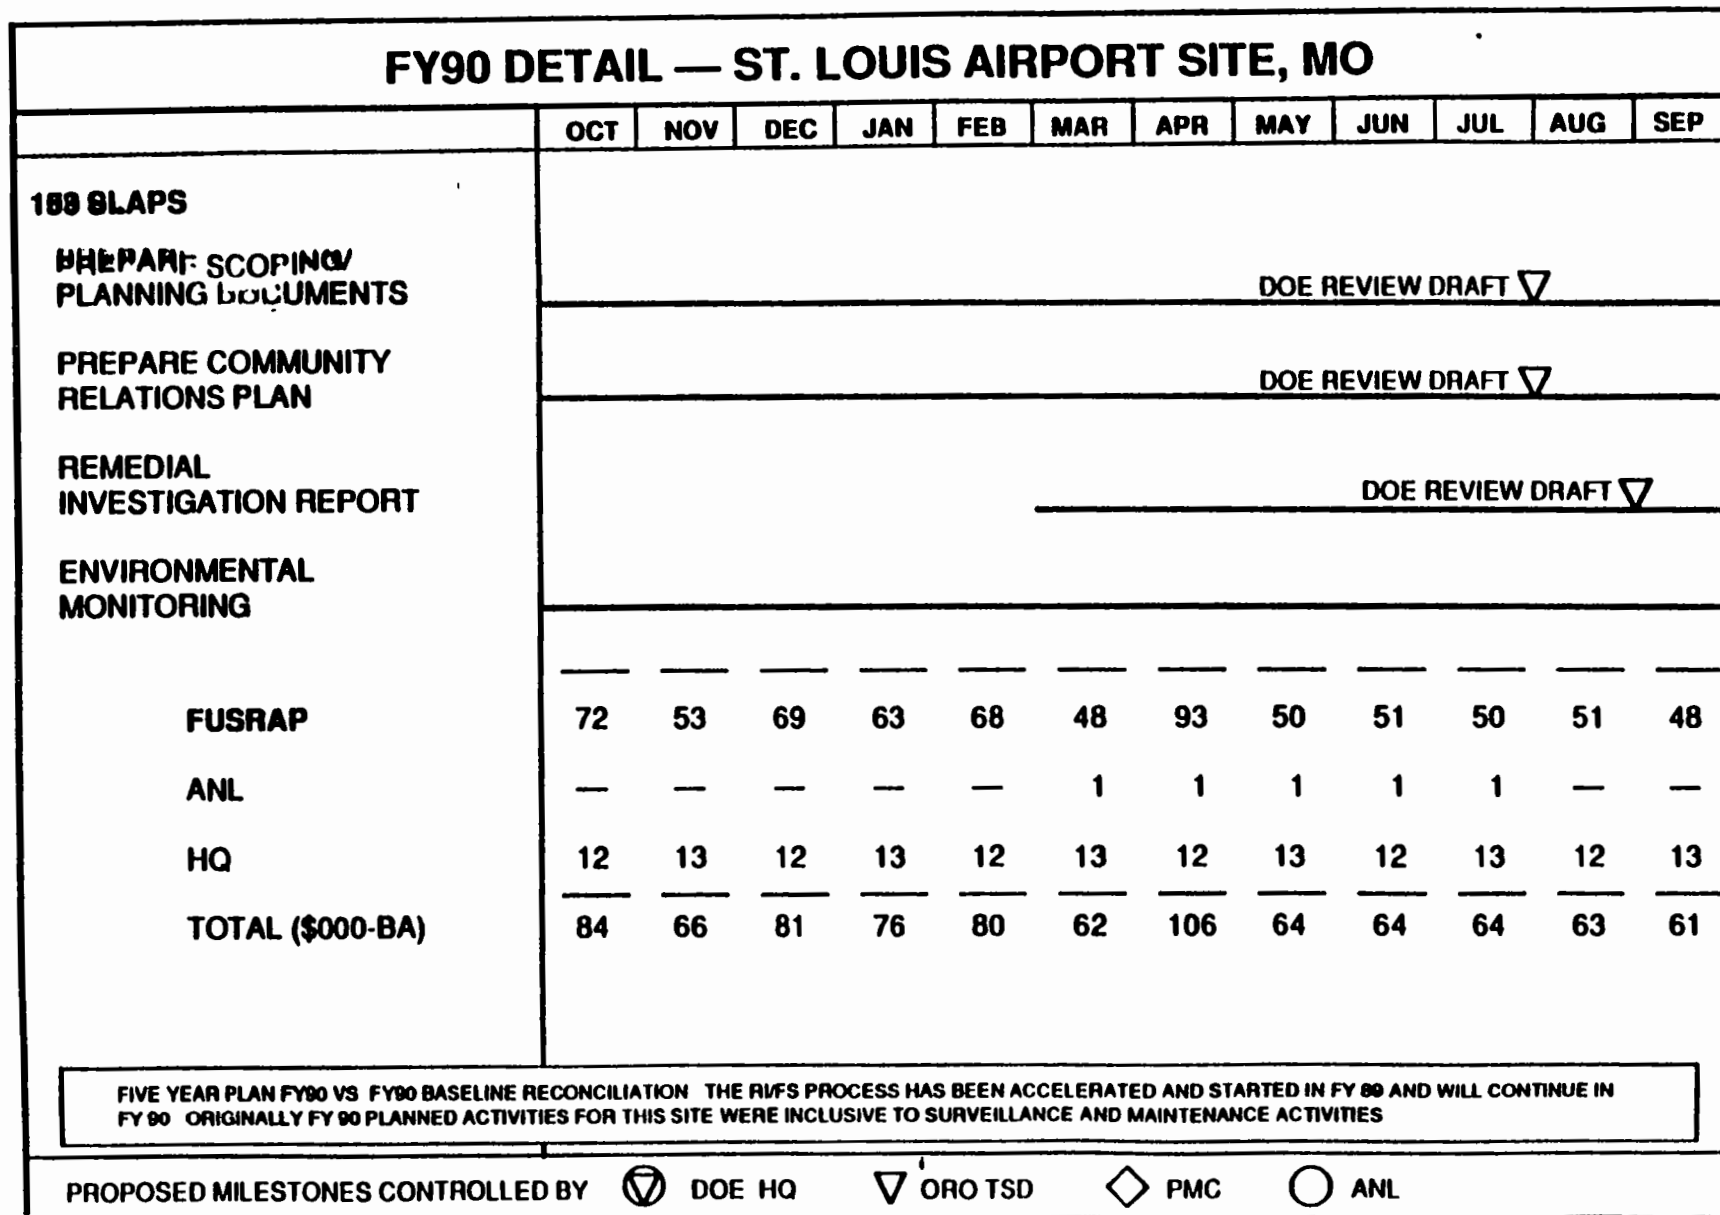 FY90 DETAIL — ST. LOUIS AIRPORT SITE, MO
OCT NOV DEC JAN FEB MAR APR MAY JUN JUL AUG SEP
SLAPS
PREPARE SCOPING/
PLANNING DOCUMENTS
DOE REVIEW DRAFT
PREPARE COMMUNITY
RELATIONS PLAN
DOE REVIEW DRAFT
REMEDIAL
INVESTIGATION REPORT
DOE REVIEW DRAFT
ENVIRONMENTAL
MONITORING
FUSRAP 72 53 69 63 68 48 93 50 51 50 51 48
ANL — — — — — 1 1 1 1 1 — —
HQ 12 13 12 13 12 13 12 13 12 13 12 13
TOTAL ($000-BA) 84 66 81 76 80 62 106 64 64 64 63 61
FIVE YEAR PLAN FY90 VS FY90 BASELINE RECONCILIATION THE RI/FS PROCESS HAS BEEN ACCELERATED AND STARTED IN FY 89 AND WILL CONTINUE IN
FY 90 ORIGINALLY FY 90 PLANNED ACTIVITIES FOR THIS SITE WERE INCLUSIVE TO SURVEILLANCE AND MAINTENANCE ACTIVITIES
PROPOSED MILESTONES CONTROLLED BY DOE HQ ORO TSD PMC ANL